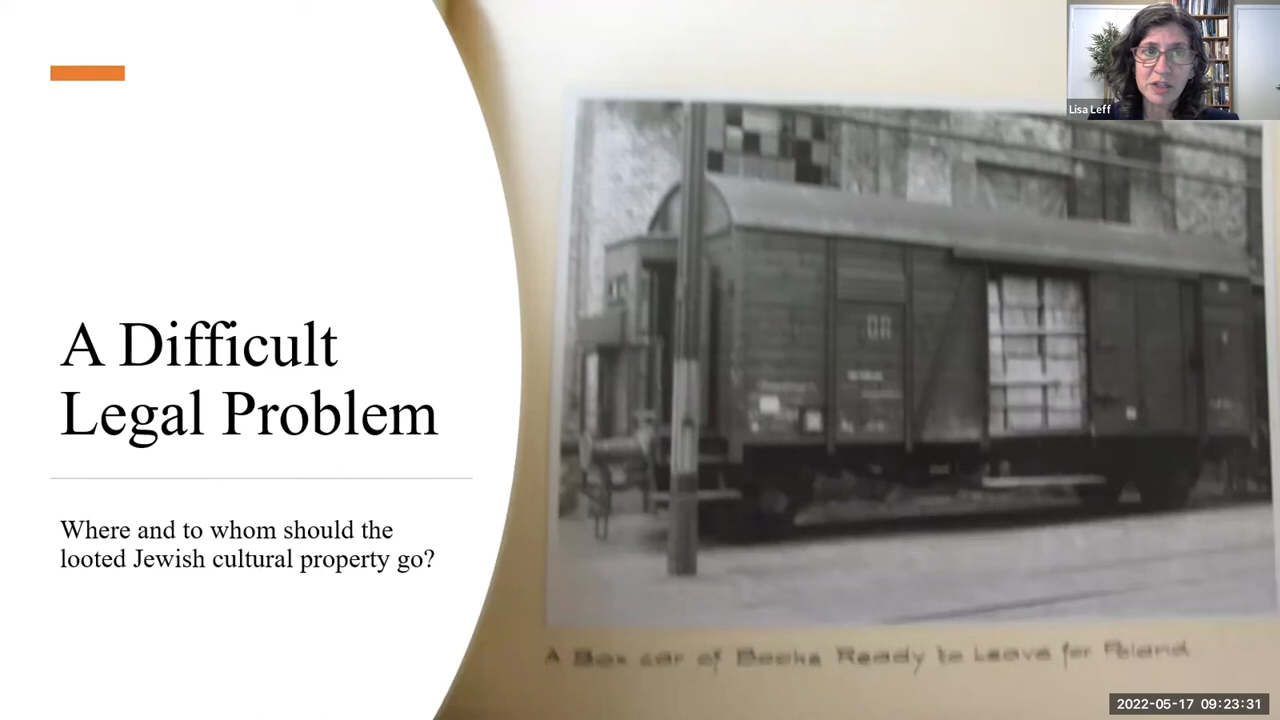 Lisa Leff
DR
A Difficult
Legal Problem
Where and to whom should the
looted Jewish cultural property go?
A Box car of Books Ready to Leave for Poland
2022-05-17 09:23:31